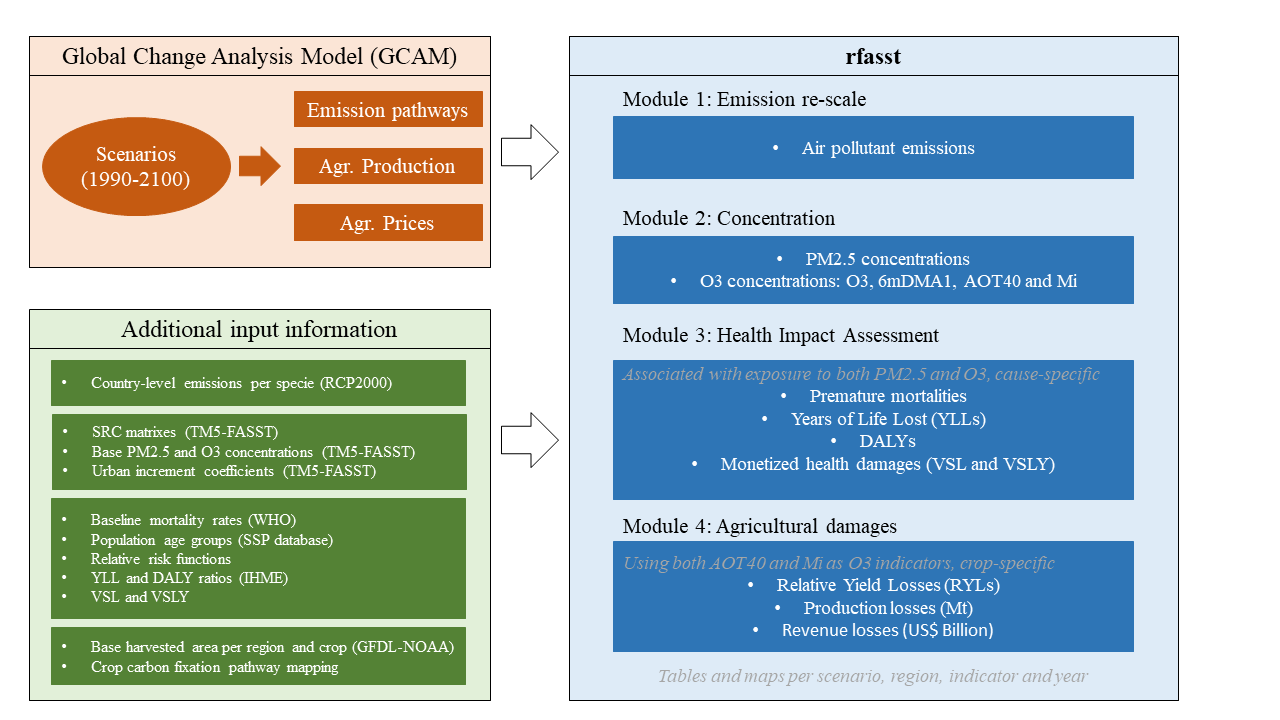 Global Change Analysis Model (GCAM)
Scenarios
(1990-2100)
Emission pathways
Agr. Production
Agr. Prices
Additional input information
• Country-level emissions per specie (RCP2000)
• SRC matrixes (TM5-FASST)
• Base PM2.5 and O3 concentrations (TM5-FASST)
• Urban increment coefficients (TM5-FASST)
• Baseline mortality rates (WHO)
• Population age groups (SSP database)
• Relative risk functions
• YLL and DALY ratios (IHME)
• VSL and VSLY
• Base harvested area per region and crop (GFDL-NOAA)
• Crop carbon fixation pathway mapping
rfasst
Module 1: Emission re-scale
• Air pollutant emissions
Module 2: Concentration
• PM2.5 concentrations
• O3 concentrations: O3, 6mDMA1, AOT40 and Mi
Module 3: Health Impact Assessment
Associated with exposure to both PM2.5 and O3, cause-specific
• Premature mortalities
• Years of Life Lost (YLLs)
• DALYs
• Monetized health damages (VSL and VSLY)
Module 4: Agricultural damages
Using both AOT40 and Mi as O3 indicators, crop-specific
• Relative Yield Losses (RYLs)
• Production losses (Mt)
• Revenue losses (US$ Billion)
Tables and maps per scenario, region, indicator and year